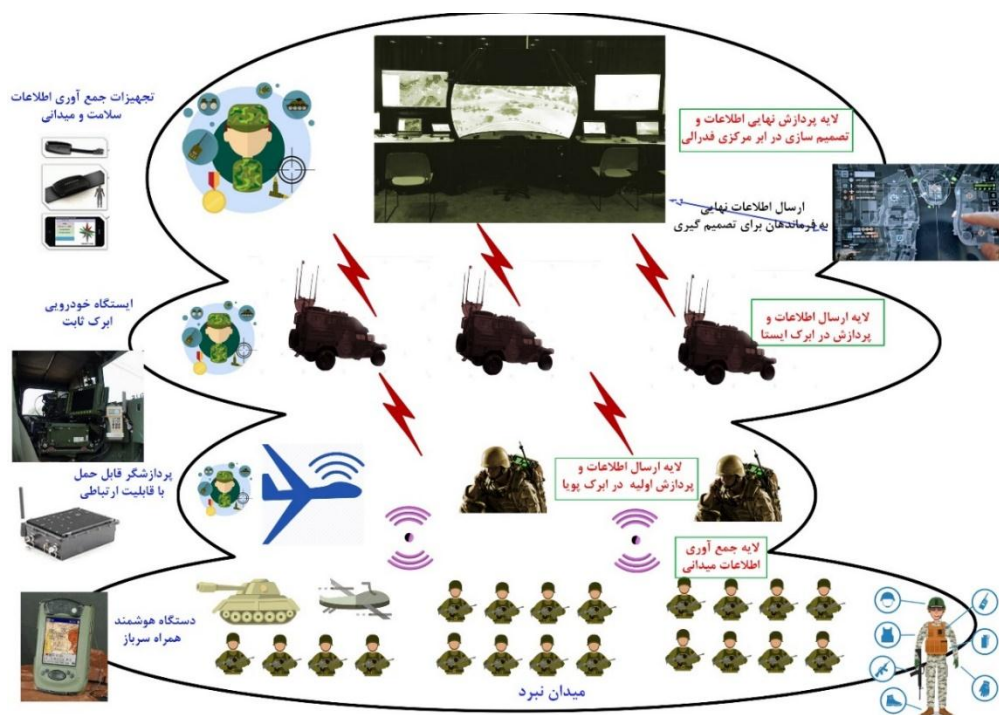 تجهیزات جمع آوری اطلاعات
سلامت و میدانی
لایه پردازش نهایی اطلاعات و
تصمیم سازی در ابر مرکزی فدرالی
ارسال اطلاعات نهایی
به فرماندهان برای تصمیم گیری
ایستگاه خودرویی
ابرک ثابت
لایه ارسال اطلاعات و
پردازش در ابرک ایستا
پردازشگر قابل حمل
با قابلیت ارتباطی
لایه ارسال اطلاعات و
پردازش اولیه در ابرک پویا
لایه جمع آوری
اطلاعات میدانی
دستگاه هوشمند
همراه سرباز
میدان نبرد